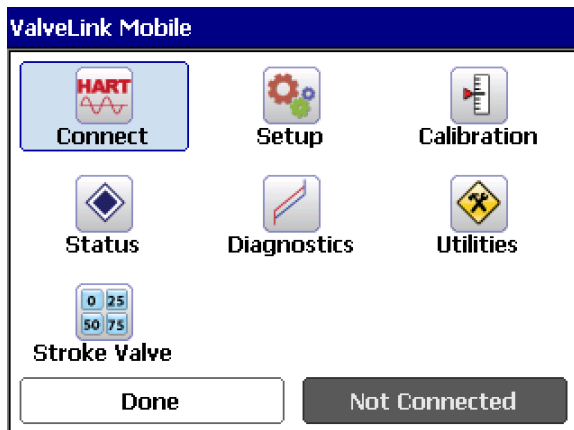 ValveLink Mobile
HART
Connect
Setup
Calibration
Status
Diagnostics
Utilities
0 25
50 75
Stroke Valve
Done
Not Connected